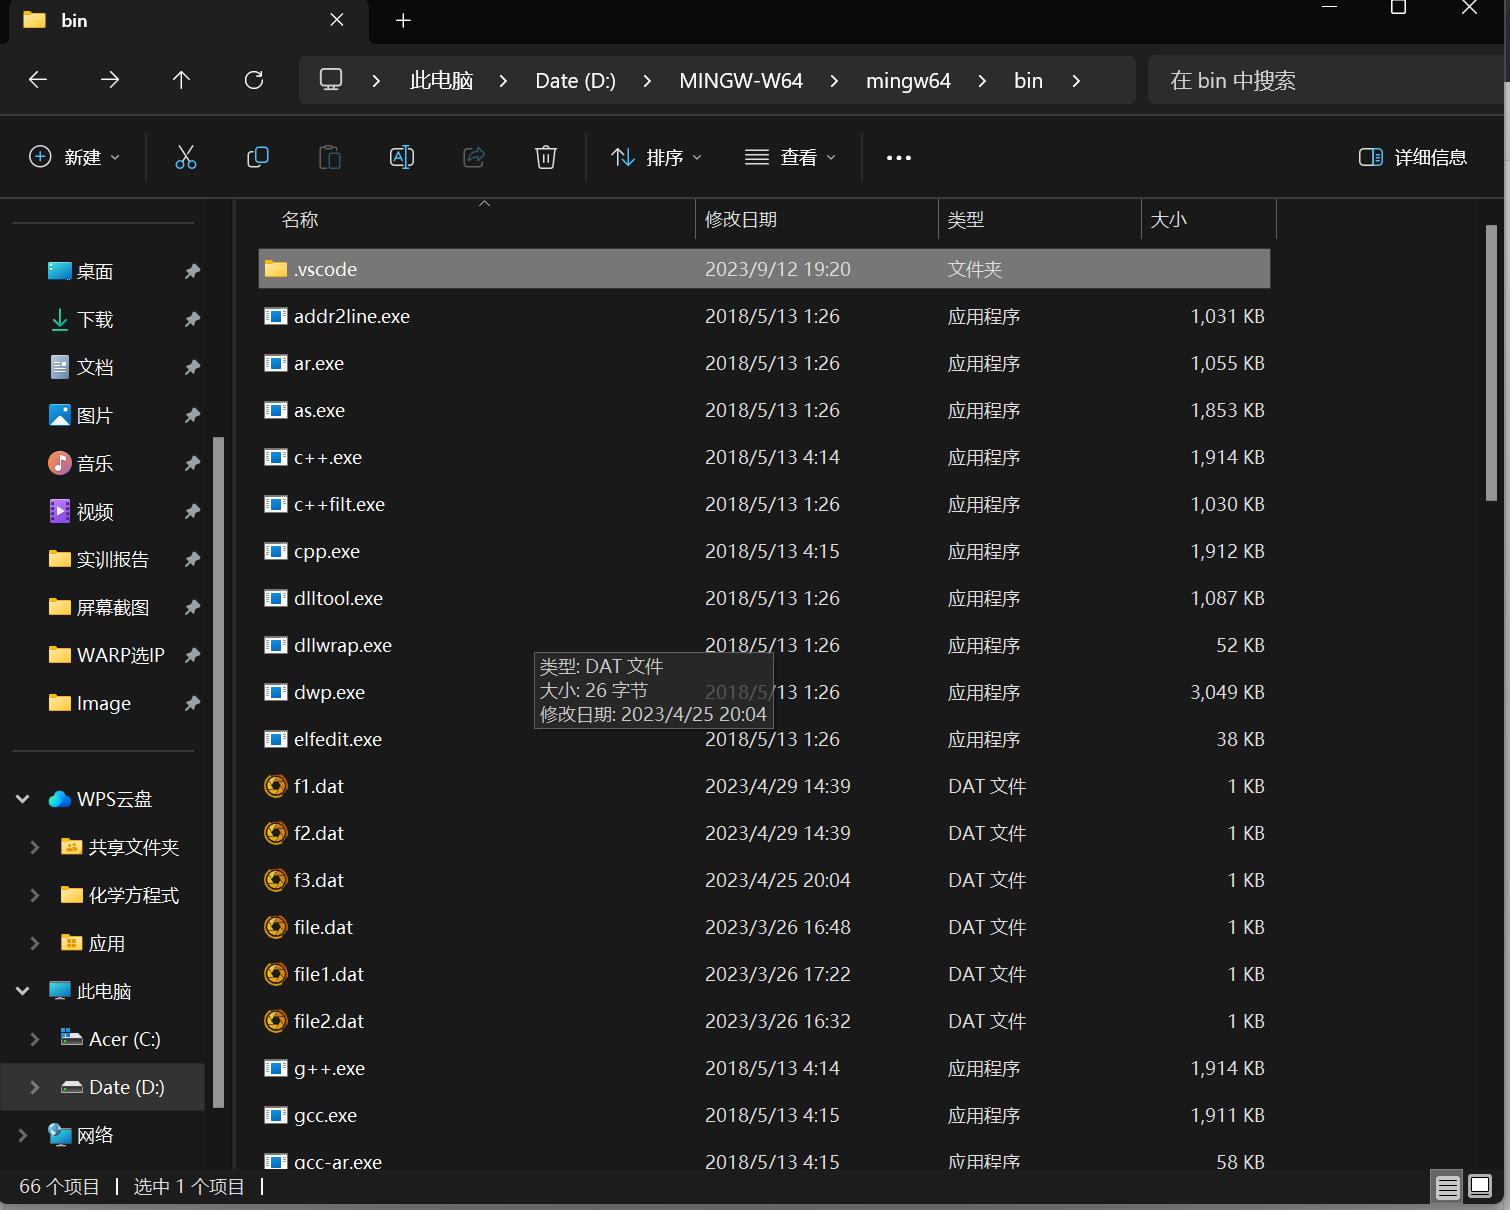 bin
此电脑 Date (D:) MINGW-W64 mingw64 bin 在 bin 中搜索
新建 排序 查看 详细信息
名称 修改日期 类型 大小
桌面
下载
文档
图片
音乐
视频
实训报告
屏幕截图
WARP选IP
Image
WPS云盘
共享文件夹
化学方程式
应用
此电脑
Acer (C:)
Date (D:)
网络
.vscode 2023/9/12 19:20 文件夹
addr2line.exe 2018/5/13 1:26 应用程序 1,031 KB
ar.exe 2018/5/13 1:26 应用程序 1,055 KB
as.exe 2018/5/13 1:26 应用程序 1,853 KB
c++.exe 2018/5/13 4:14 应用程序 1,914 KB
c++filt.exe 2018/5/13 1:26 应用程序 1,030 KB
cpp.exe 2018/5/13 4:15 应用程序 1,912 KB
dlltool.exe 2018/5/13 1:26 应用程序 1,087 KB
dllwrap.exe 2018/5/13 1:26 应用程序 52 KB
类型: DAT 文件
大小: 26 字节
修改日期: 2023/4/25 20:04
dwp.exe 2018/5/13 1:26 应用程序 3,049 KB
elfedit.exe 2018/5/13 1:26 应用程序 38 KB
f1.dat 2023/4/29 14:39 DAT 文件 1 KB
f2.dat 2023/4/29 14:39 DAT 文件 1 KB
f3.dat 2023/4/25 20:04 DAT 文件 1 KB
file.dat 2023/3/26 16:48 DAT 文件 1 KB
file1.dat 2023/3/26 17:22 DAT 文件 1 KB
file2.dat 2023/3/26 16:32 DAT 文件 1 KB
g++.exe 2018/5/13 4:14 应用程序 1,914 KB
gcc.exe 2018/5/13 4:15 应用程序 1,911 KB
gcc-ar.exe 2018/5/13 4:15 应用程序 58 KB
66 个项目 选中 1 个项目